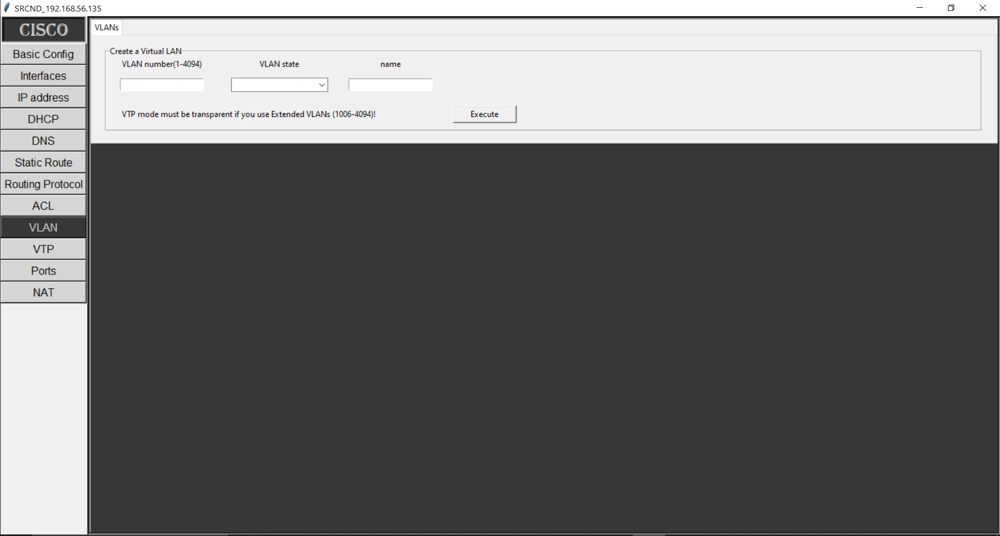 SRCND_192.168.56.135
CISCO
Basic Config
Interfaces
IP address
DHCP
DNS
Static Route
Routing Protocol
ACL
VLAN
VTP
Ports
NAT
VLANs
Create a Virtual LAN
VLAN number(1-4094) VLAN state name
VTP mode must be transparent if you use Extended VLANs (1006-4094)! Execute